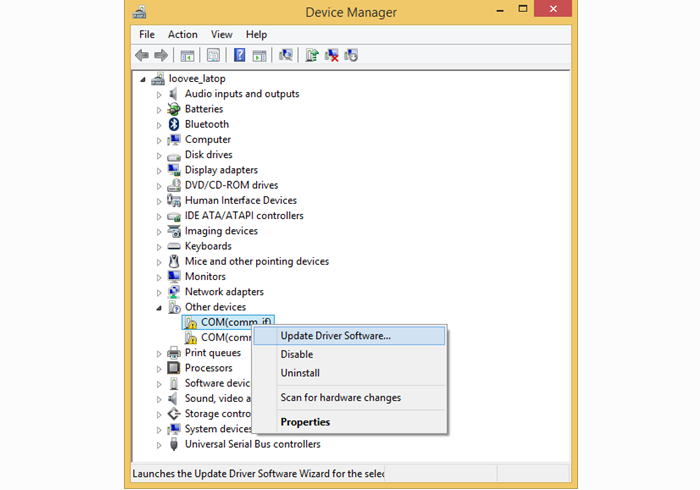 Device Manager
File Action View Help
loovee_latop
Audio inputs and outputs
Batteries
Bluetooth
Computer
Disk drives
Display adapters
DVD/CD-ROM drives
Human Interface Devices
IDE ATA/ATAPI controllers
Imaging devices
Keyboards
Mice and other pointing devices
Monitors
Network adapters
Other devices
COM(comm_if)
COM(comm
Update Driver Software...
Disable
Uninstall
Scan for hardware changes
Properties
Print queues
Processors
Software devic
Sound, video a
Storage contro
System devices
Universal Serial Bus controllers
Launches the Update Driver Software Wizard for the selec